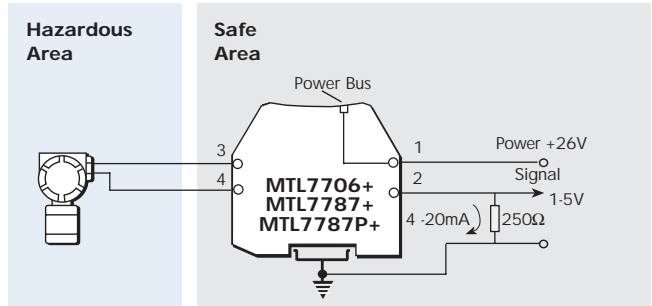 Hazardous
Area
Safe
Area
Power Bus
3
4
1
2
MTL7706+
MTL7787+
MTL7787P+
Power +26V
Signal
1-5V
4 -20mA
250Ω